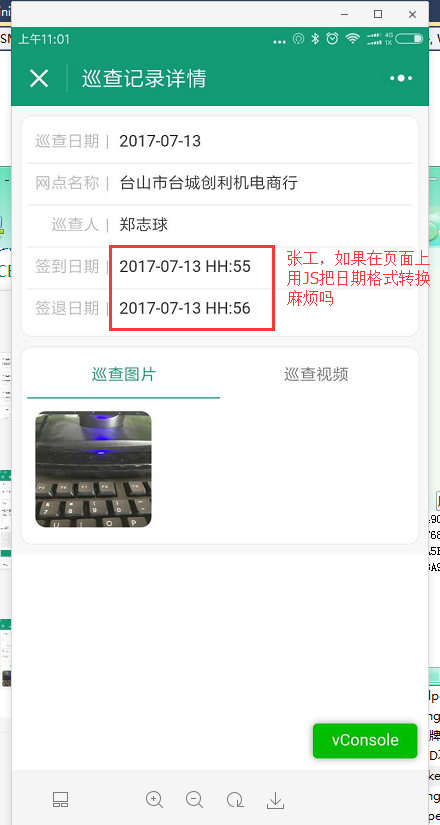 上午11:01
4G
1X
巡查记录详情
巡查日期 | 2017-07-13
网点名称 | 台山市台城创利机电商行
巡查人 | 郑志球
签到日期 | 2017-07-13 HH:55
签退日期 | 2017-07-13 HH:56
张工，如果在页面上
用JS把日期格式转换
麻烦吗
巡查图片
巡查视频
vConsole